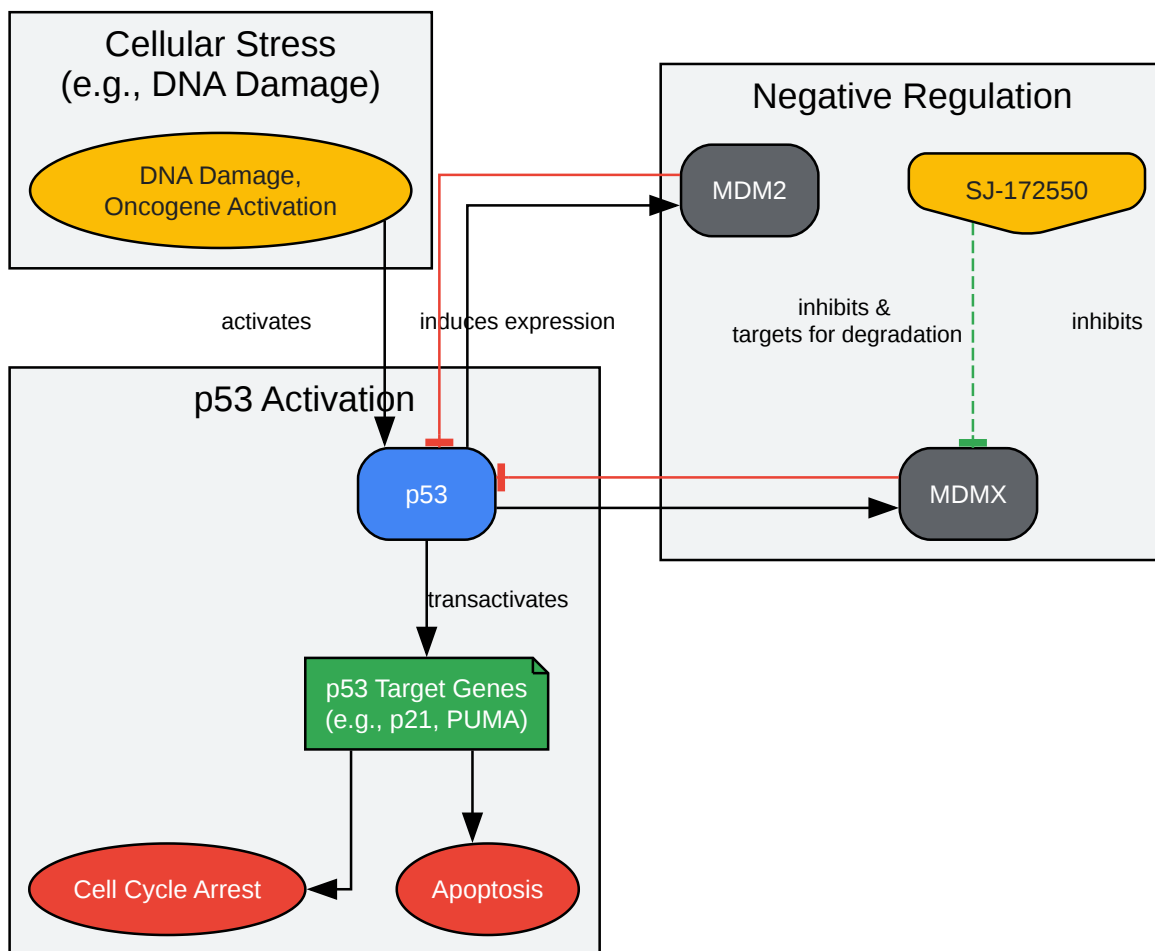 Cellular Stress
(e.g., DNA Damage)
DNA Damage,
Oncogene Activation
Negative Regulation
MDM2
SJ-172550
activates
induces expression
inhibits &
targets for degradation
inhibits
p53 Activation
p53
MDMX
transactivates
p53 Target Genes
(e.g., p21, PUMA)
Cell Cycle Arrest
Apoptosis